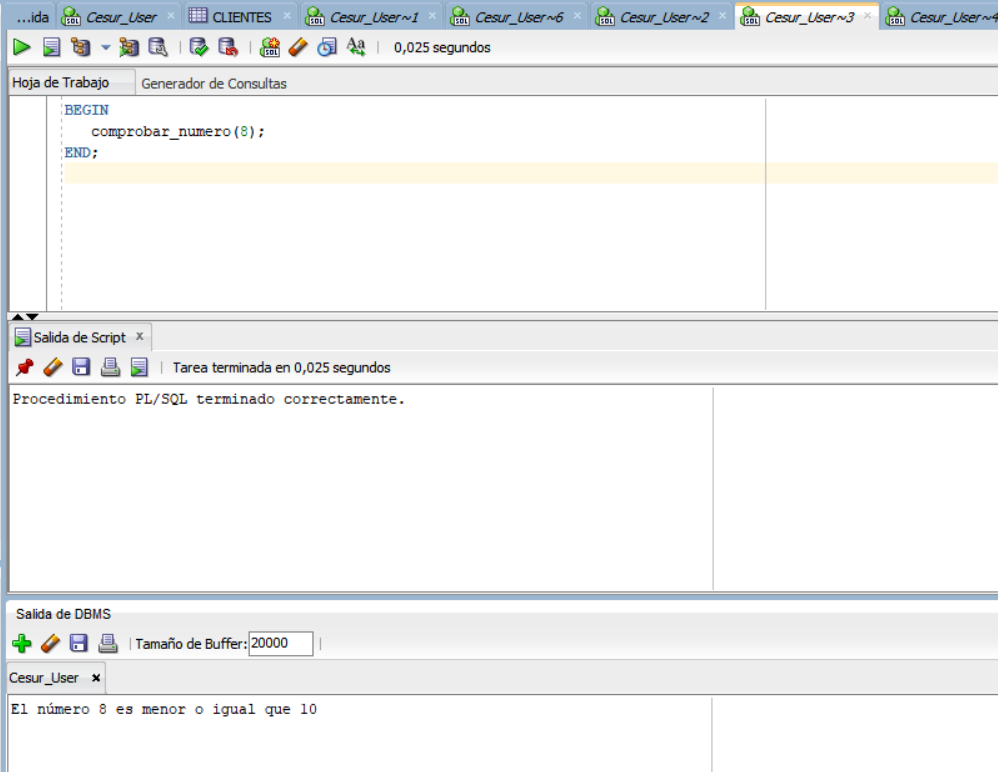 ...ida Cesur_User CLIENTES Cesur_User~1 Cesur_User~6 Cesur_User~2 Cesur_User~3 Cesur_User~4
0,025 segundos
Hoja de Trabajo Generador de Consultas
BEGIN
comprobar_numero(8);
END;
Salida de Script x
Tarea terminada en 0,025 segundos
Procedimiento PL/SQL terminado correctamente.
Salida de DBMS
Tamaño de Buffer: 20000
Cesur_User x
El número 8 es menor o igual que 10